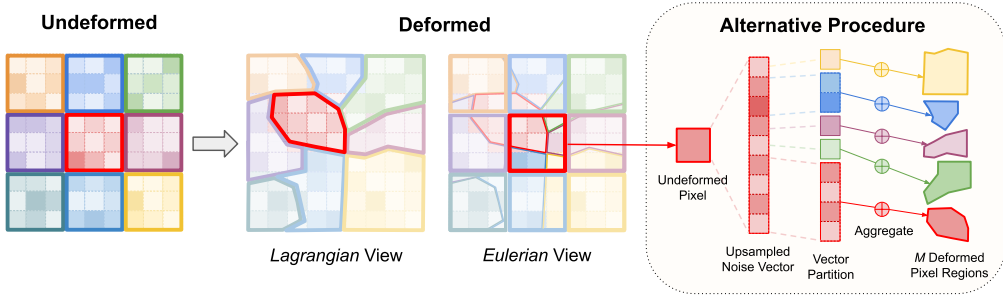 Undeformed
Deformed
Alternative Procedure
Undeformed
Pixel
Aggregate
Lagrangian View
Eulerian View
Upsampled
Noise Vector
Vector
Partition
M Deformed
Pixel Regions